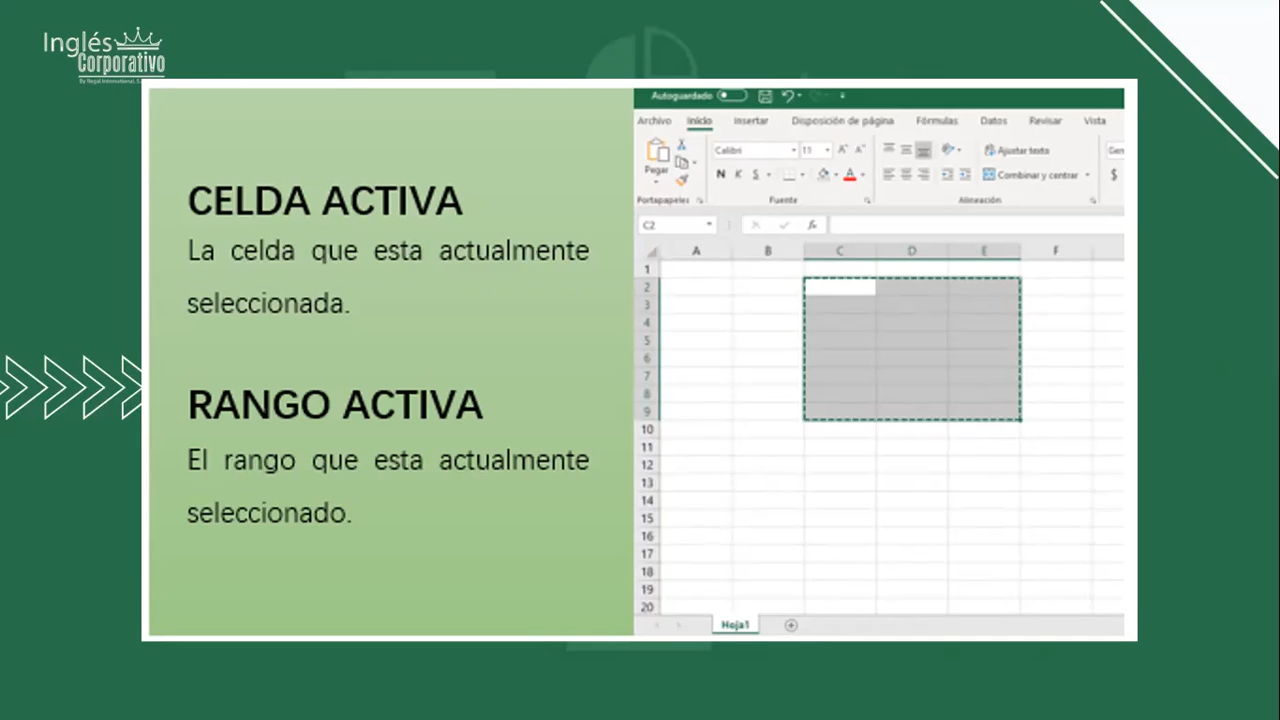 Inglés
Corporativo
CELDA ACTIVA
La celda que esta actualmente
seleccionada.
RANGO ACTIVA
El rango que esta actualmente
seleccionado.
Autoguardado
Archivo Inicio Insertar Disposición de página Fórmulas Datos Revisar Vista
Calibri 11 A^ A˅ Ajustar texto Gen
Pegar N K S A Combinar y centrar $
Portapapeles Fuente Alineación
C2 fx
A B C D E F
1
2
3
4
5
6
7
8
9
10
11
12
13
14
15
16
17
18
19
20
Hoja1